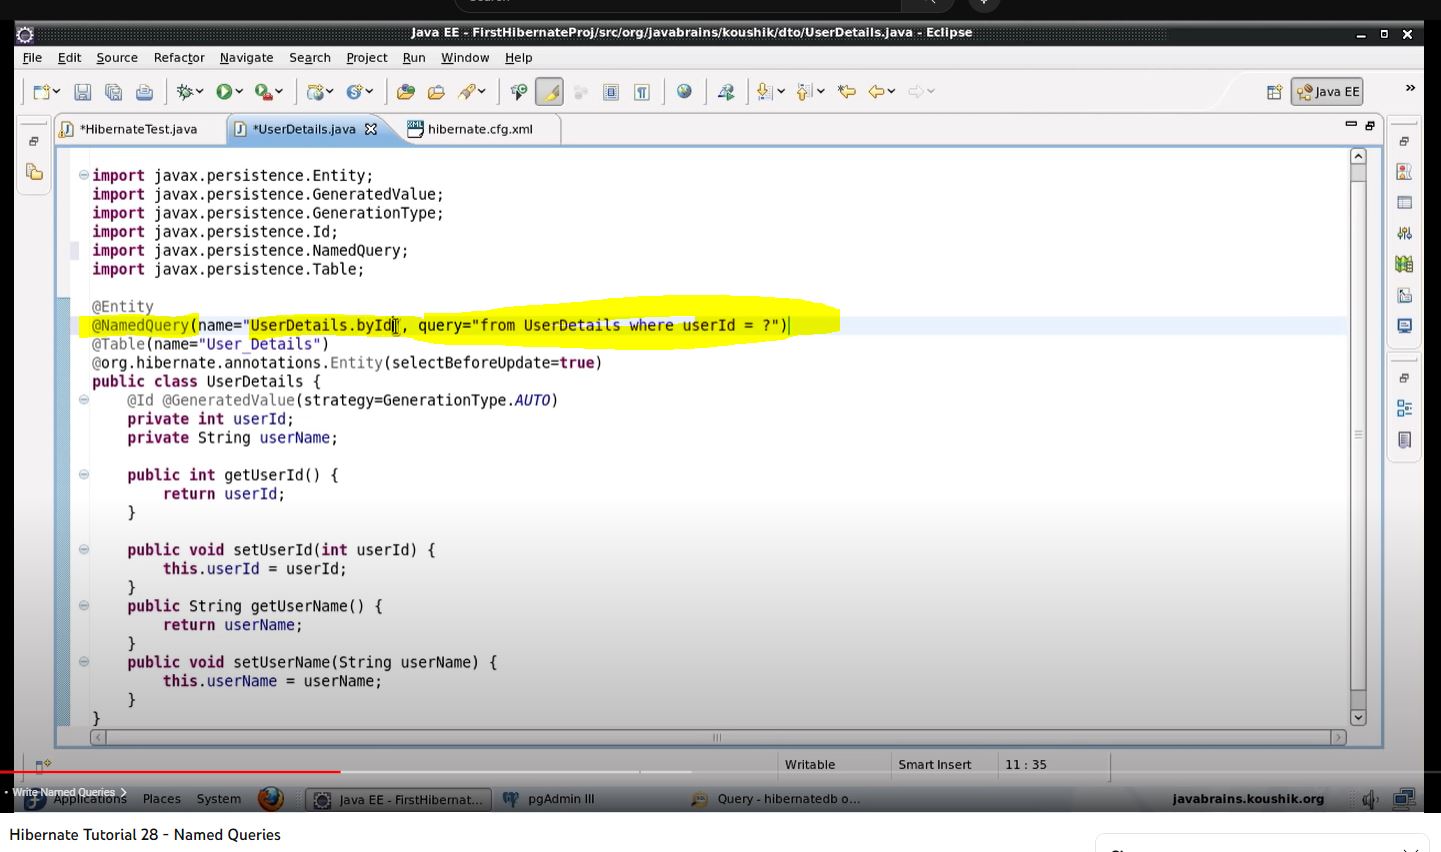 Search
Java EE - FirstHibernateProj/src/org/javabrains/koushik/dto/UserDetails.java - Eclipse
File Edit Source Refactor Navigate Search Project Run Window Help
Java EE
*HibernateTest.java *UserDetails.java hibernate.cfg.xml
import javax.persistence.Entity;
import javax.persistence.GeneratedValue;
import javax.persistence.GenerationType;
import javax.persistence.Id;
import javax.persistence.NamedQuery;
import javax.persistence.Table;
@Entity
@NamedQuery(name="UserDetails.byId", query="from UserDetails where userId = ?")
@Table(name="User_Details")
@org.hibernate.annotations.Entity(selectBeforeUpdate=true)
public class UserDetails {
@Id @GeneratedValue(strategy=GenerationType.AUTO)
private int userId;
private String userName;
public int getUserId() {
return userId;
}
public void setUserId(int userId) {
this.userId = userId;
}
public String getUserName() {
return userName;
}
public void setUserName(String userName) {
this.userName = userName;
}
}
Writable Smart Insert 11 : 35
• Write Named Queries
Applications Places System Java EE - FirstHibernat... pgAdmin III Query - hibernatedb o... javabrains.koushik.org
Hibernate Tutorial 28 - Named Queries